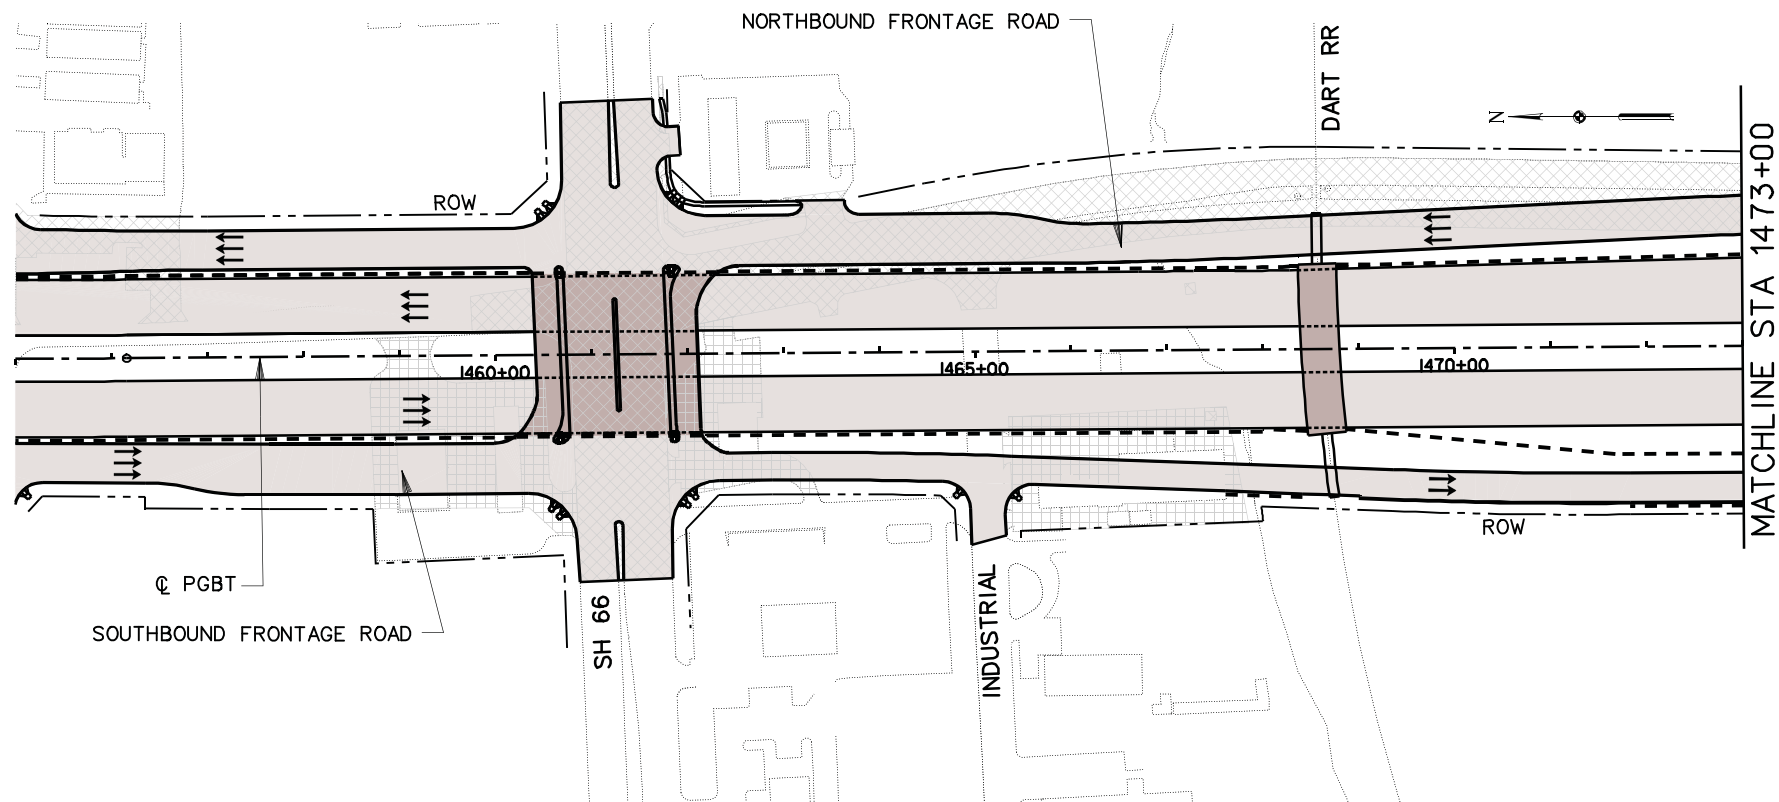 NORTHBOUND FRONTAGE ROAD
DART RR
N
ROW
MATCHLINE STA 1473+00
1460+00
1465+00
1470+00
ROW
℄ PGBT
SOUTHBOUND FRONTAGE ROAD
SH 66
INDUSTRIAL